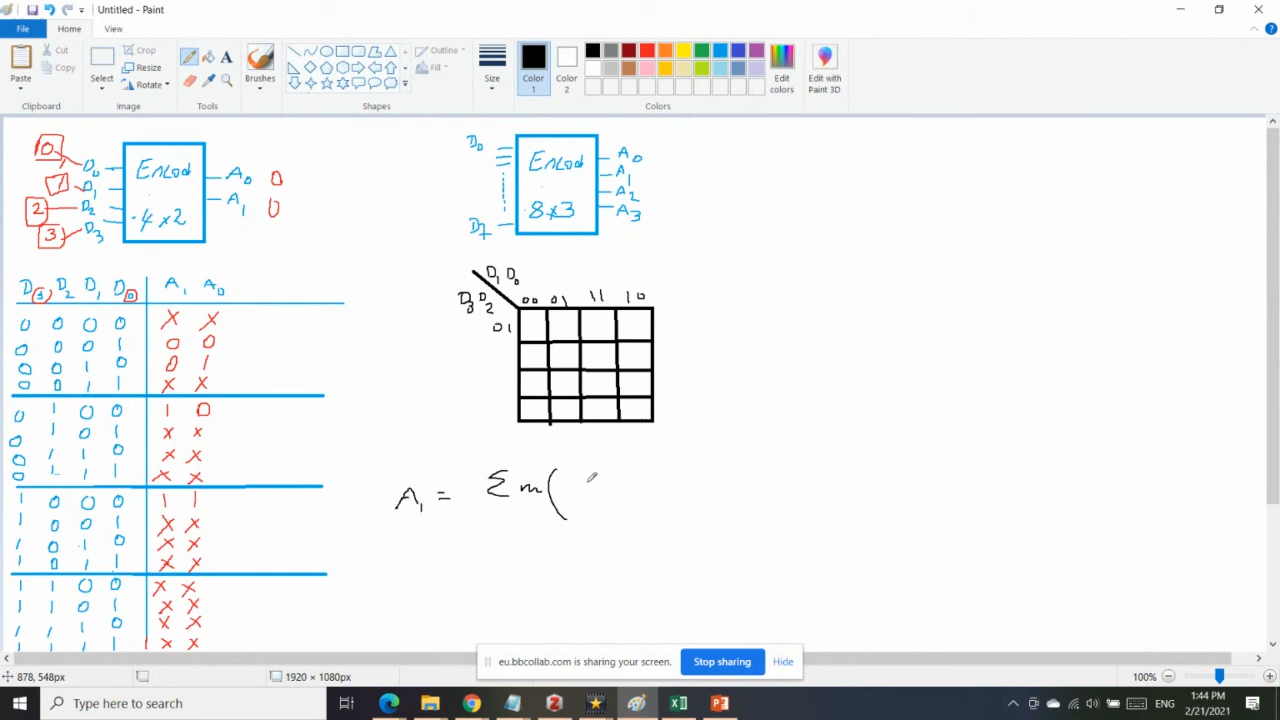 Untitled - Paint
File Home View
Paste Cut Copy Select Crop Resize Rotate Brushes Outline Fill Size Color 1 Color 2 Edit colors Edit with Paint 3D
Clipboard Image Tools Shapes Colors
0 D0 Encod A0 0
1 D1 A1 0
2 D2 4x2
3 D3
D0 Encod A0
A1
8x3 A2
D7 A3
D3 D2 D1 D0 A1 A0
0 0 0 0 X X
0 0 0 1 0 0
0 0 1 0 0 1
0 0 1 1 X X
0 1 0 0 1 0
0 1 0 1 X X
0 1 1 0 X X
0 1 1 1 X X
1 0 0 0 1 1
1 0 0 1 X X
1 0 1 0 X X
1 0 1 1 X X
1 1 0 0 X X
1 1 0 1 X X
1 1 1 0 X X
1 1 1 1 X X
D1 D0
D3 D2 00 01 11 10
01
A1 = Σm(
eu.bbcollab.com is sharing your screen. Stop sharing Hide
878, 548px 1920 × 1080px 100%
Type here to search
ENG 1:44 PM
2/21/2021